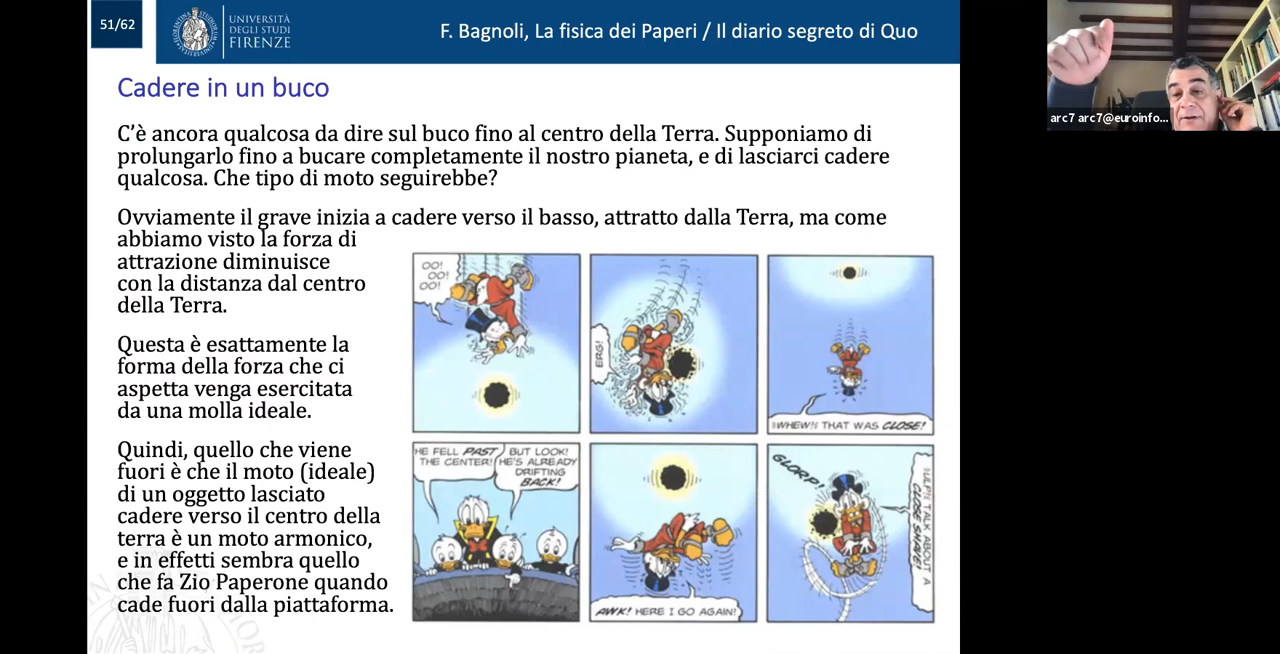 51/62
UNIVERSITÀ
DEGLI STUDI
FIRENZE
F. Bagnoli, La fisica dei Paperi / Il diario segreto di Quo
arc7 arc7@euroinfo...
Cadere in un buco
C'è ancora qualcosa da dire sul buco fino al centro della Terra. Supponiamo di
prolungarlo fino a bucare completamente il nostro pianeta, e di lasciarci cadere
qualcosa. Che tipo di moto seguirebbe?
Ovviamente il grave inizia a cadere verso il basso, attratto dalla Terra, ma come
abbiamo visto la forza di
attrazione diminuisce
con la distanza dal centro
della Terra.
Questa è esattamente la
forma della forza che ci
aspetta venga esercitata
da una molla ideale.
Quindi, quello che viene
fuori è che il moto (ideale)
di un oggetto lasciato
cadere verso il centro della
terra è un moto armonico,
e in effetti sembra quello
che fa Zio Paperone quando
cade fuori dalla piattaforma.
OO!
OO!
OO!
ERG!
!WHEW!! THAT WAS CLOSE!
HE FELL PAST
THE CENTER!
BUT LOOK!
HE'S ALREADY
DRIFTING
BACK!
AWK! HERE I GO AGAIN!
GLORP!
TALK ABOUT A
CLOSE SHAVE!